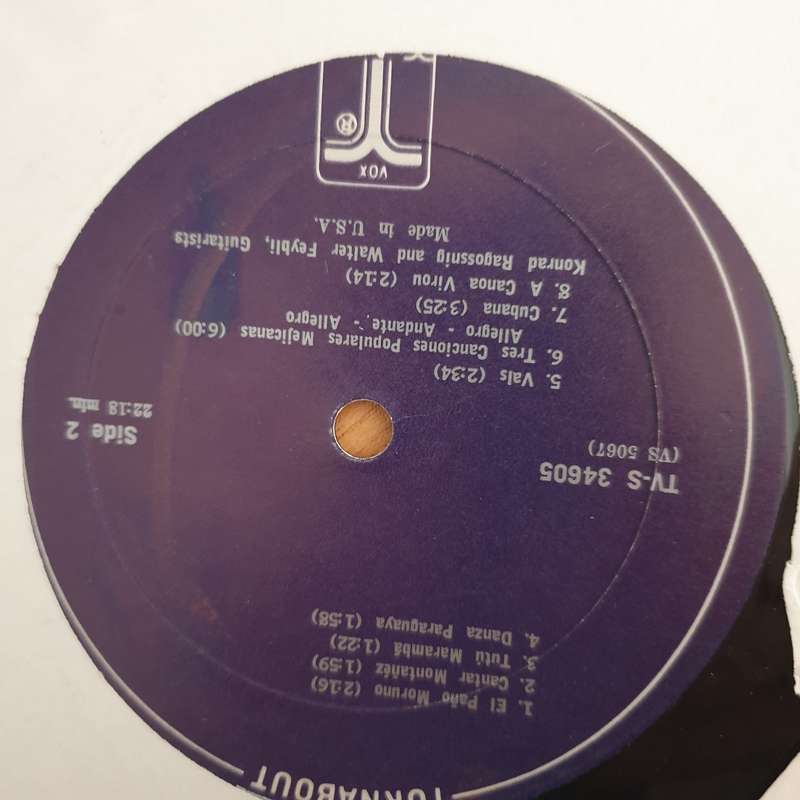 TURNABOUT
1. El Paño Moruno (2:16)
2. Cantar Montañéz (1:59)
3. Tutú Marambá (1:22)
4. Danza Paraguaya (1:58)
TV-S 34605
(VS 5067)
Side 2
22:18 min.
5. Vals (2:34)
6. Tres Canciones Populares Mejicanas (6:00)
Allegro - Andante - Allegro
7. Cubana (3:25)
8. A Canoa Virou (2:14)
Konrad Ragossnig and Walter Feybli, Guitarists
Made in U.S.A.
VOX
®